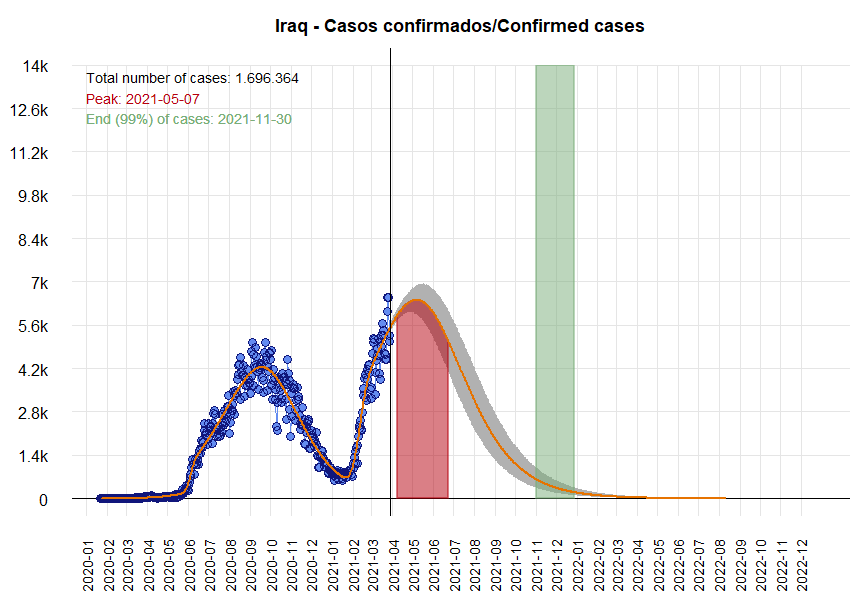 Iraq - Casos confirmados/Confirmed cases
Total number of cases: 1.696.364
Peak: 2021-05-07
End (99%) of cases: 2021-11-30
14k
12.6k
11.2k
9.8k
8.4k
7k
5.6k
4.2k
2.8k
1.4k
0
2020-01
2020-02
2020-03
2020-04
2020-05
2020-06
2020-07
2020-08
2020-09
2020-10
2020-11
2020-12
2021-01
2021-02
2021-03
2021-04
2021-05
2021-06
2021-07
2021-08
2021-09
2021-10
2021-11
2021-12
2022-02
2022-02
2022-03
2022-04
2022-05
2022-06
2022-07
2022-08
2022-09
2022-10
2022-11
2022-12